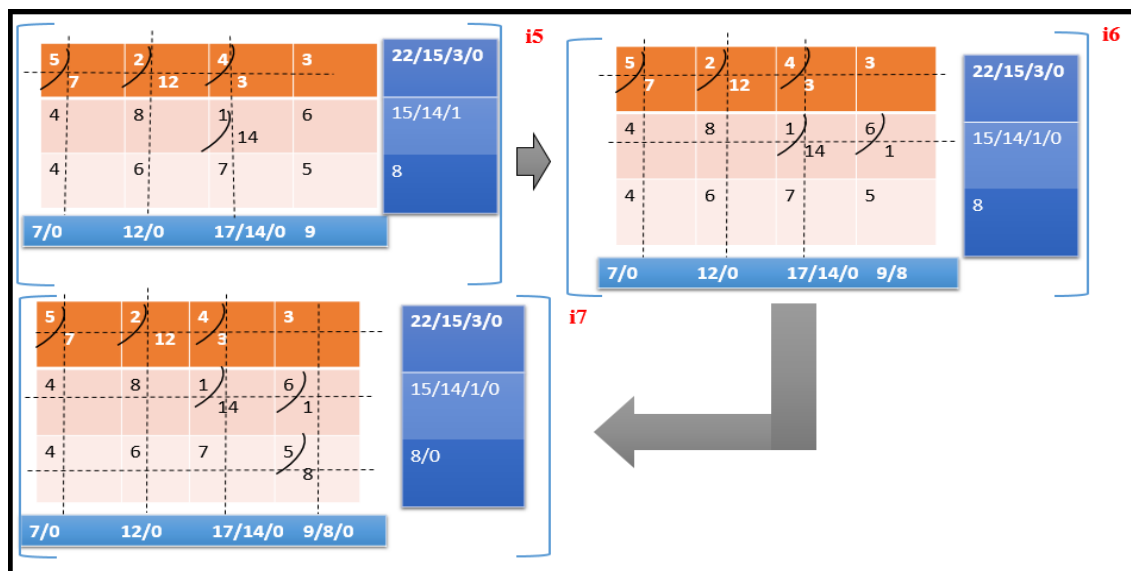 i5
5 2 4 3 22/15/3/0
7 12 3
4 8 1 6 15/14/1
14
4 6 7 5 8
7/0 12/0 17/14/0 9
i6
5 2 4 3 22/15/3/0
7 12 3
4 8 1 6 15/14/1/0
14 1
4 6 7 5 8
7/0 12/0 17/14/0 9/8
i7
5 2 4 3 22/15/3/0
7 12 3
4 8 1 6 15/14/1/0
14 1
4 6 7 5 8/0
8
7/0 12/0 17/14/0 9/8/0